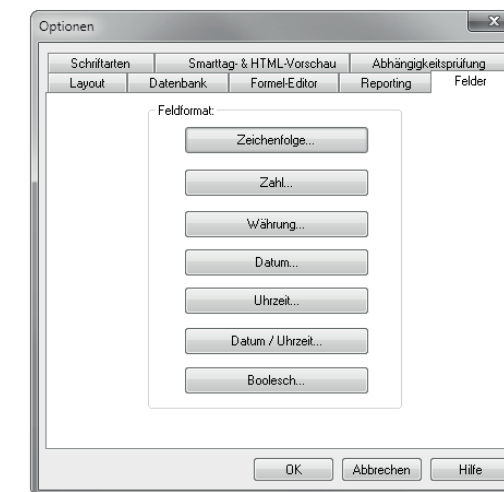 Optionen
Schriftarten Smarttag- & HTML-Vorschau Abhängigkeitsprüfung
Layout Datenbank Formel-Editor Reporting Felder
Feldformat:
Zeichenfolge...
Zahl...
Währung...
Datum...
Uhrzeit...
Datum / Uhrzeit...
Boolesch...
OK Abbrechen Hilfe